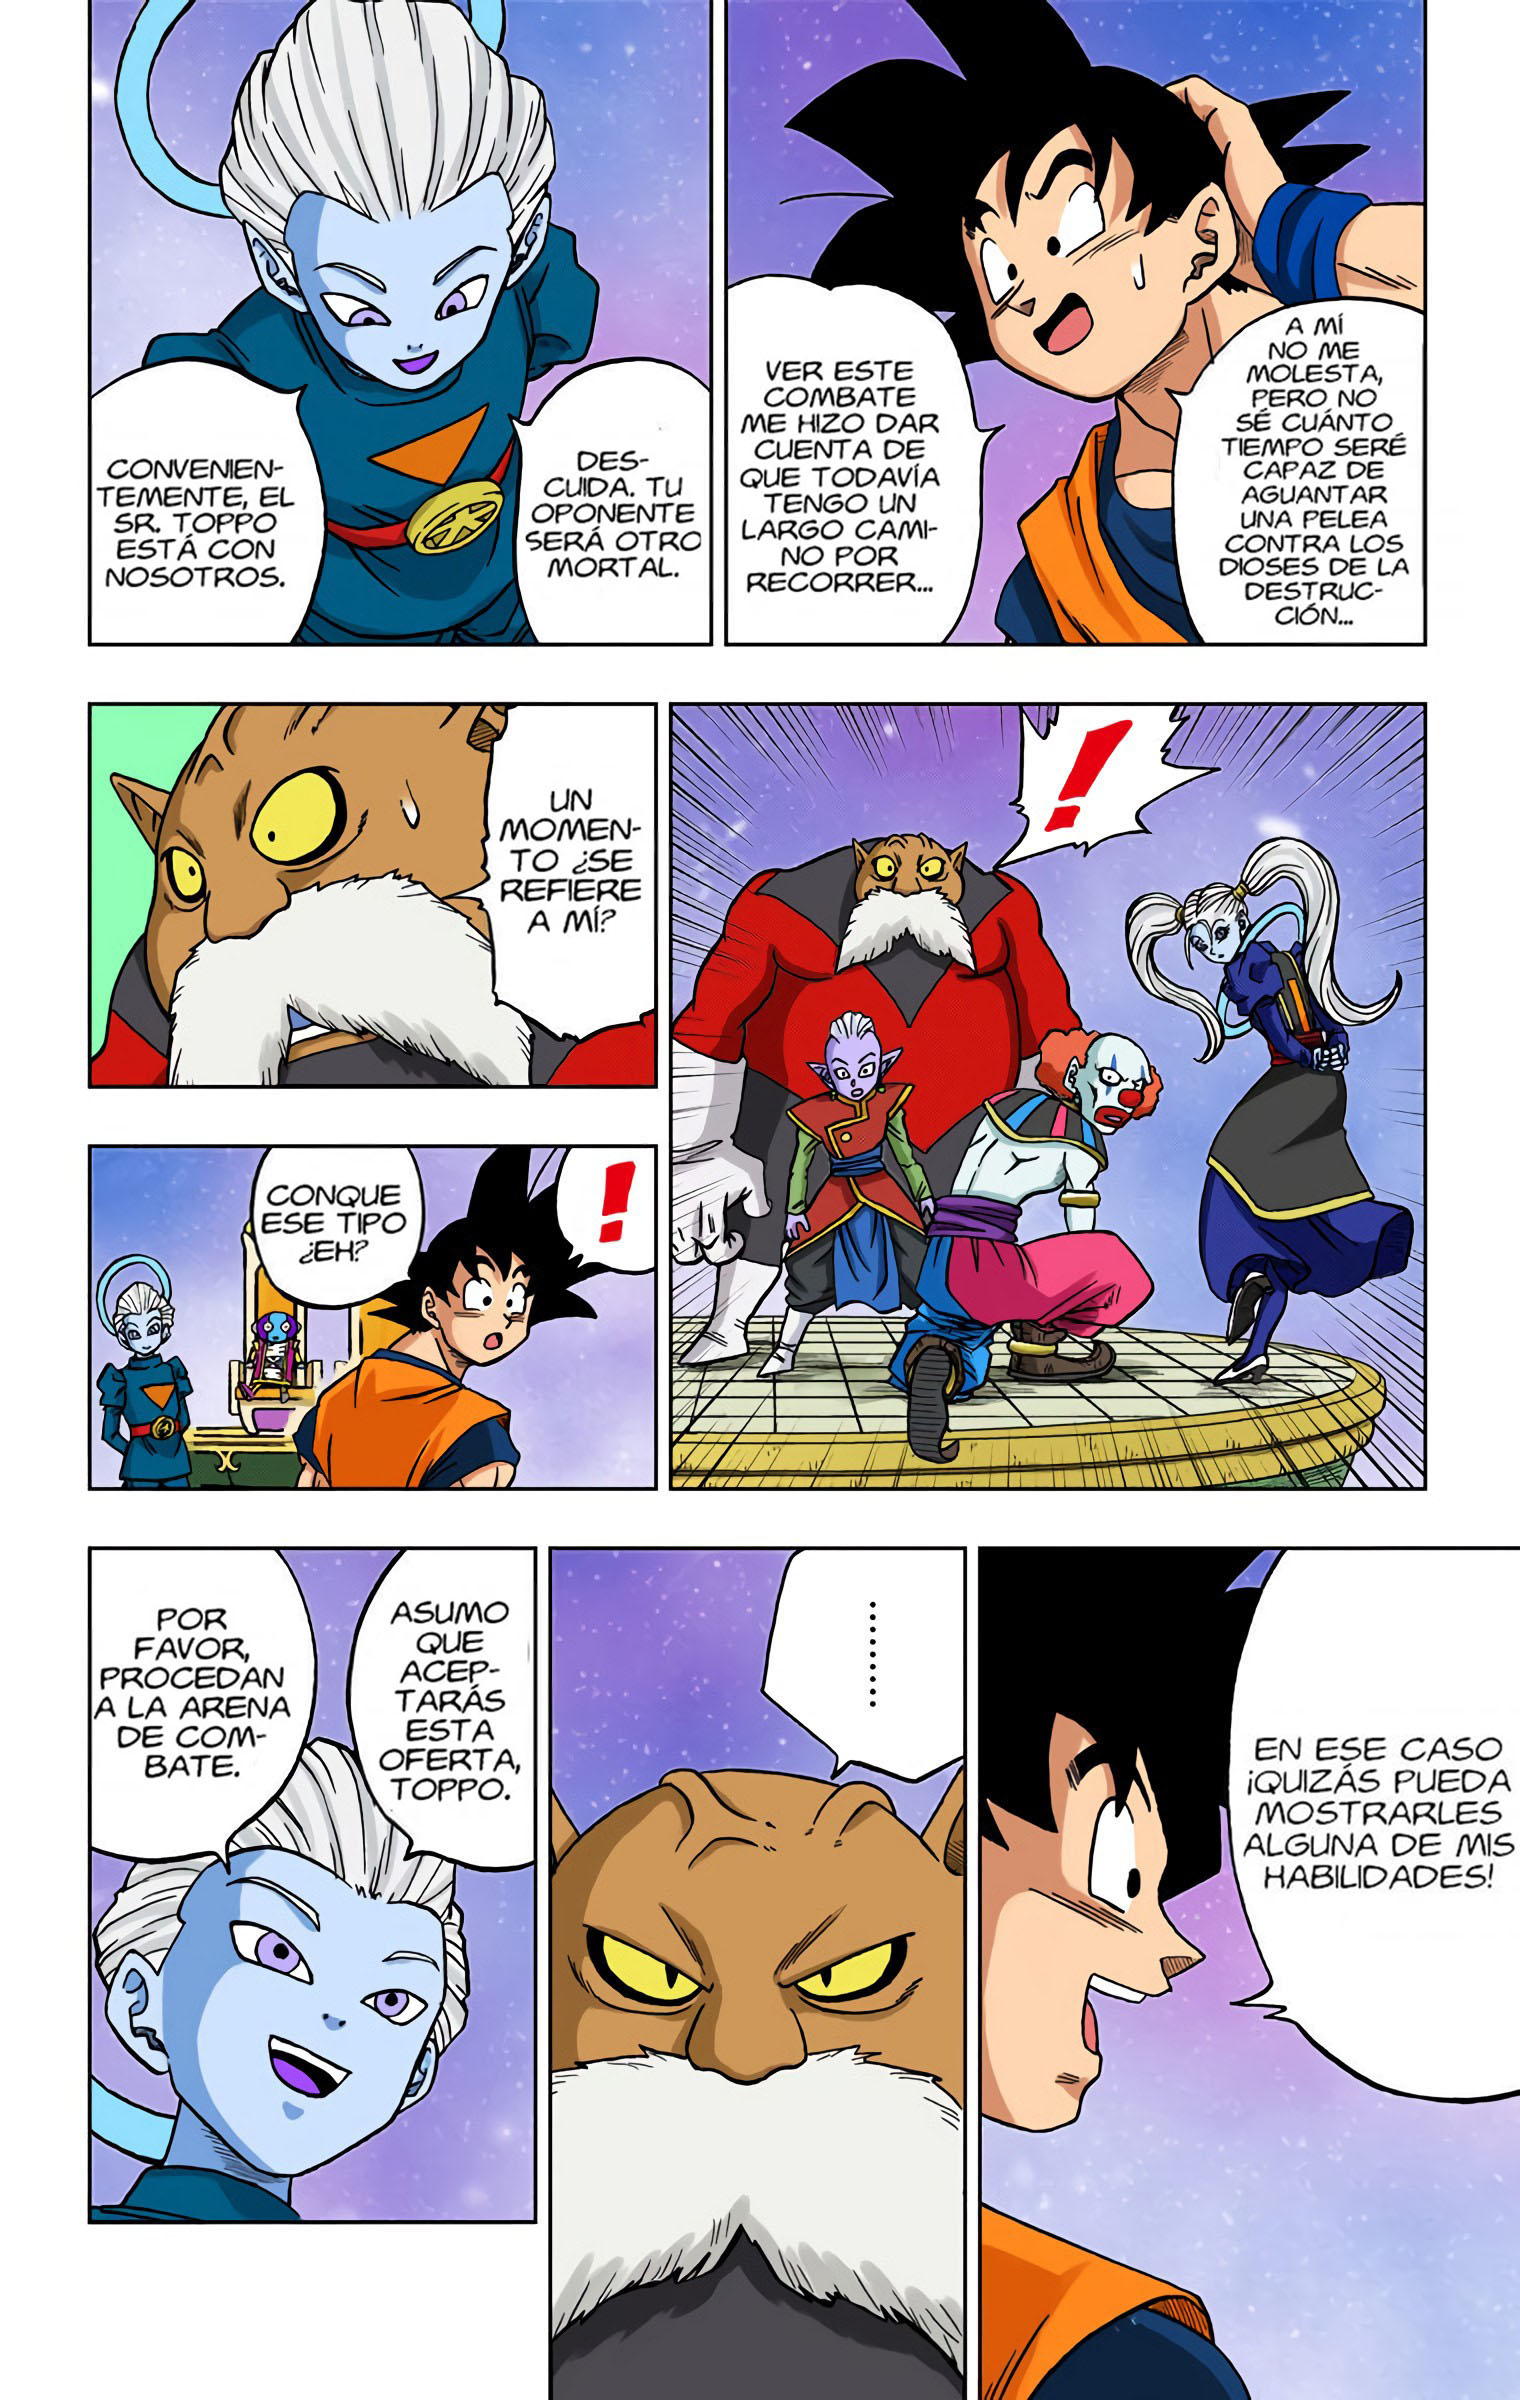 A MÍ
NO ME
MOLESTA,
PERO NO
SÉ CUÁNTO
TIEMPO SERÉ
CAPAZ DE
AGUANTAR
UNA PELEA
CONTRA LOS
DIOSES DE LA
DESTRUC-
CIÓN...
VER ESTE
COMBATE
ME HIZO DAR
CUENTA DE
QUE TODAVÍA
TENGO UN
LARGO CAMI-
NO POR
RECORRER...
DES-
CUIDA. TU
OPONENTE
SERÁ OTRO
MORTAL.
CONVENIEN-
TEMENTE, EL
SR. TOPPO
ESTÁ CON
NOSOTROS.
!
UN
MOMEN-
TO ¿SE
REFIERE
A MÍ?
!
CONQUE
ESE TIPO
¿EH?
EN ESE CASO
¡QUIZÁS PUEDA
MOSTRARLES
ALGUNA DE MIS
HABILIDADES!
........
ASUMO
QUE
ACEP-
TARÁS
ESTA
OFERTA,
TOPPO.
POR
FAVOR,
PROCEDAN
A LA ARENA
DE COM-
BATE.